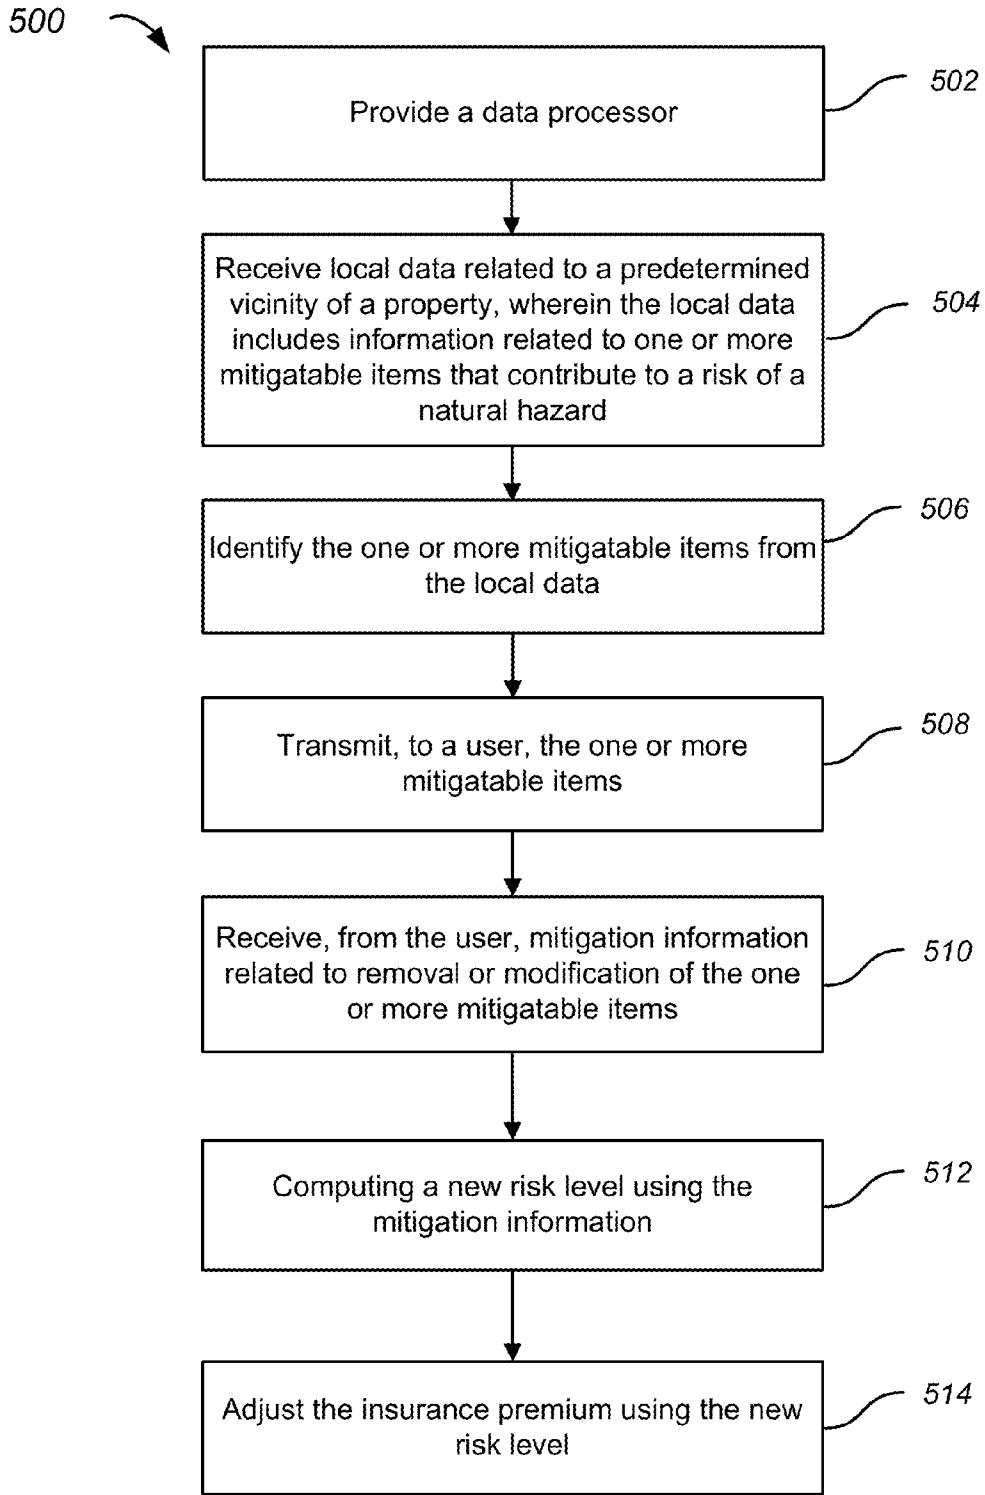 500
502
Provide a data processor
Receive local data related to a predetermined
vicinity of a property, wherein the local data
includes information related to one or more
mitigatable items that contribute to a risk of a
natural hazard
504
506
Identify the one or more mitigatable items from
the local data
508
Transmit, to a user, the one or more
mitigatable items
Receive, from the user, mitigation information
related to removal or modification of the one
or more mitigatable items
510
512
Computing a new risk level using the
mitigation information
514
Adjust the insurance premium using the new
risk level